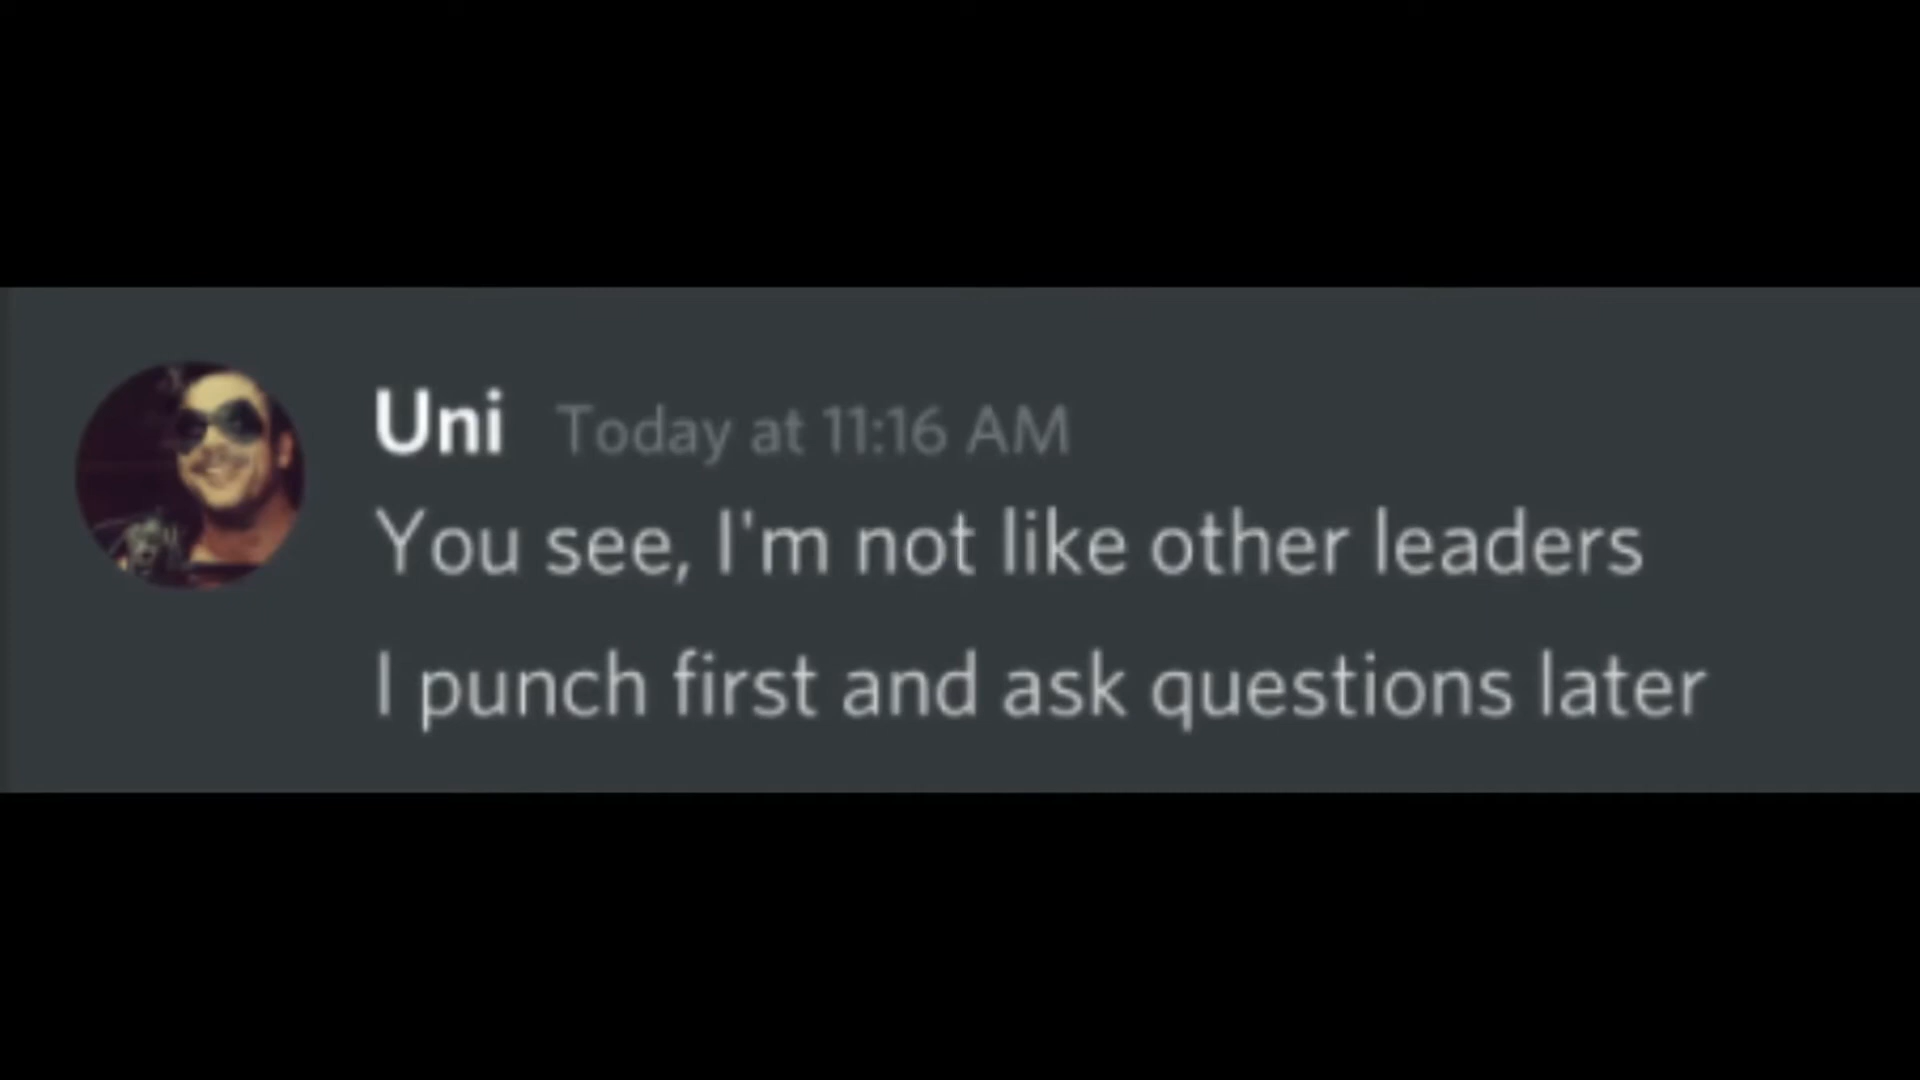 Uni Today at 11:16 AM
You see, I'm not like other leaders
I punch first and ask questions later